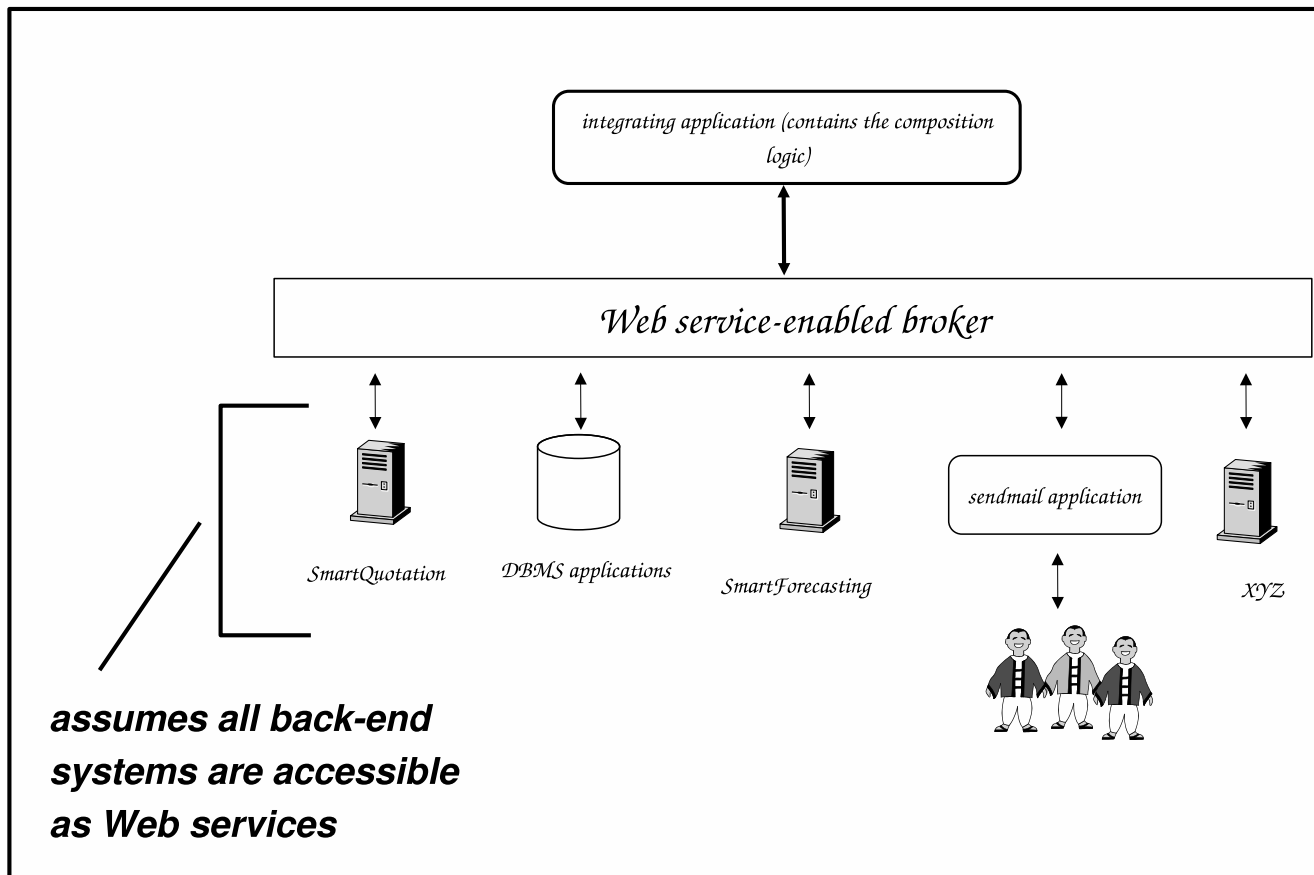 integrating application (contains the composition
logic)
Web service-enabled broker
SmartQuotation
DBMS applications
SmartForecasting
sendmail application
XYZ
assumes all back-end
systems are accessible
as Web services